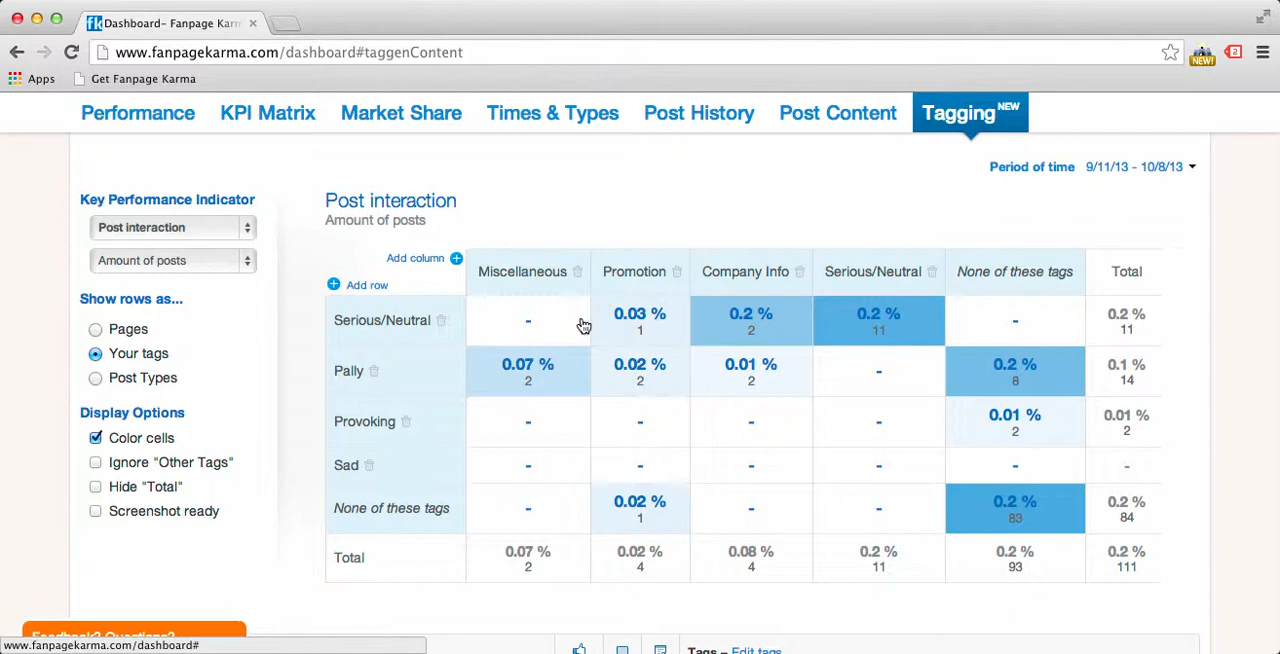 Dashboard- Fanpage Karm
www.fanpagekarma.com/dashboard#taggenContent
NEW!
2
Apps Get Fanpage Karma
Performance KPI Matrix Market Share Times & Types Post History Post Content Tagging NEW
Period of time 9/11/13 - 10/8/13
Key Performance Indicator
Post interaction
Amount of posts
Show rows as...
Pages
Your tags
Post Types
Display Options
Color cells
Ignore "Other Tags"
Hide "Total"
Screenshot ready
Post interaction
Amount of posts
Add column
Add row
Miscellaneous Promotion Company Info Serious/Neutral None of these tags Total
Serious/Neutral - 0.03 % 0.2 % 0.2 % - 0.2 %
1 2 11 11
Pally 0.07 % 0.02 % 0.01 % - 0.2 % 0.1 %
2 2 2 8 14
Provoking - - - - 0.01 % 0.01 %
2 2
Sad - - - - - -
None of these tags - 0.02 % - - 0.2 % 0.2 %
1 83 84
Total 0.07 % 0.02 % 0.08 % 0.2 % 0.2 % 0.2 %
2 4 4 11 93 111
Feedback? Questions?
www.fanpagekarma.com/dashboard#
Tags – Edit tags